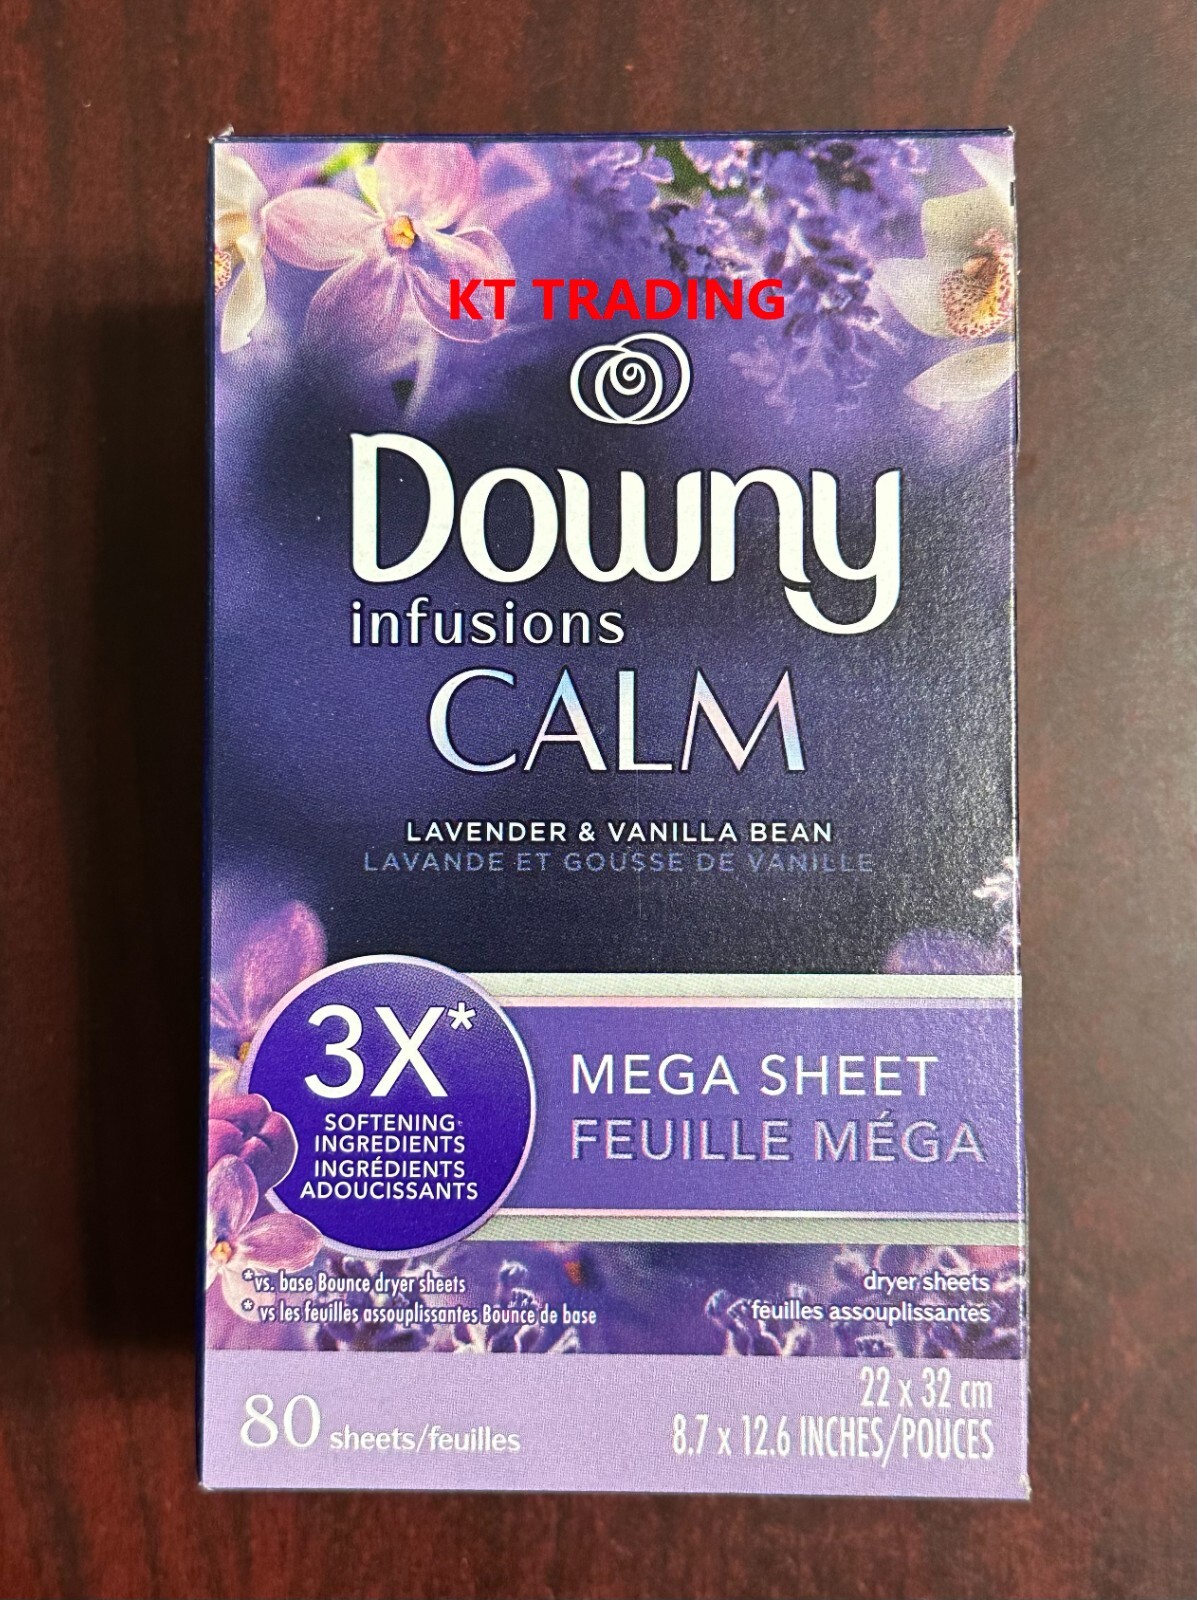 KT TRADING
Downy
infusions
CALM
LAVENDER & VANILLA BEAN
LAVANDE ET GOUSSE DE VANILLE
3X*
SOFTENING
INGREDIENTS
INGRÉDIENTS
ADOUCISSANTS
MEGA SHEET
FEUILLE MÉGA
*vs. base Bounce dryer sheets
* vs les feuilles assouplissantes Bounce de base
dryer sheets
feuilles assouplissantes
80 sheets/feuilles
22 x 32 cm
8.7 x 12.6 INCHES/POUCES